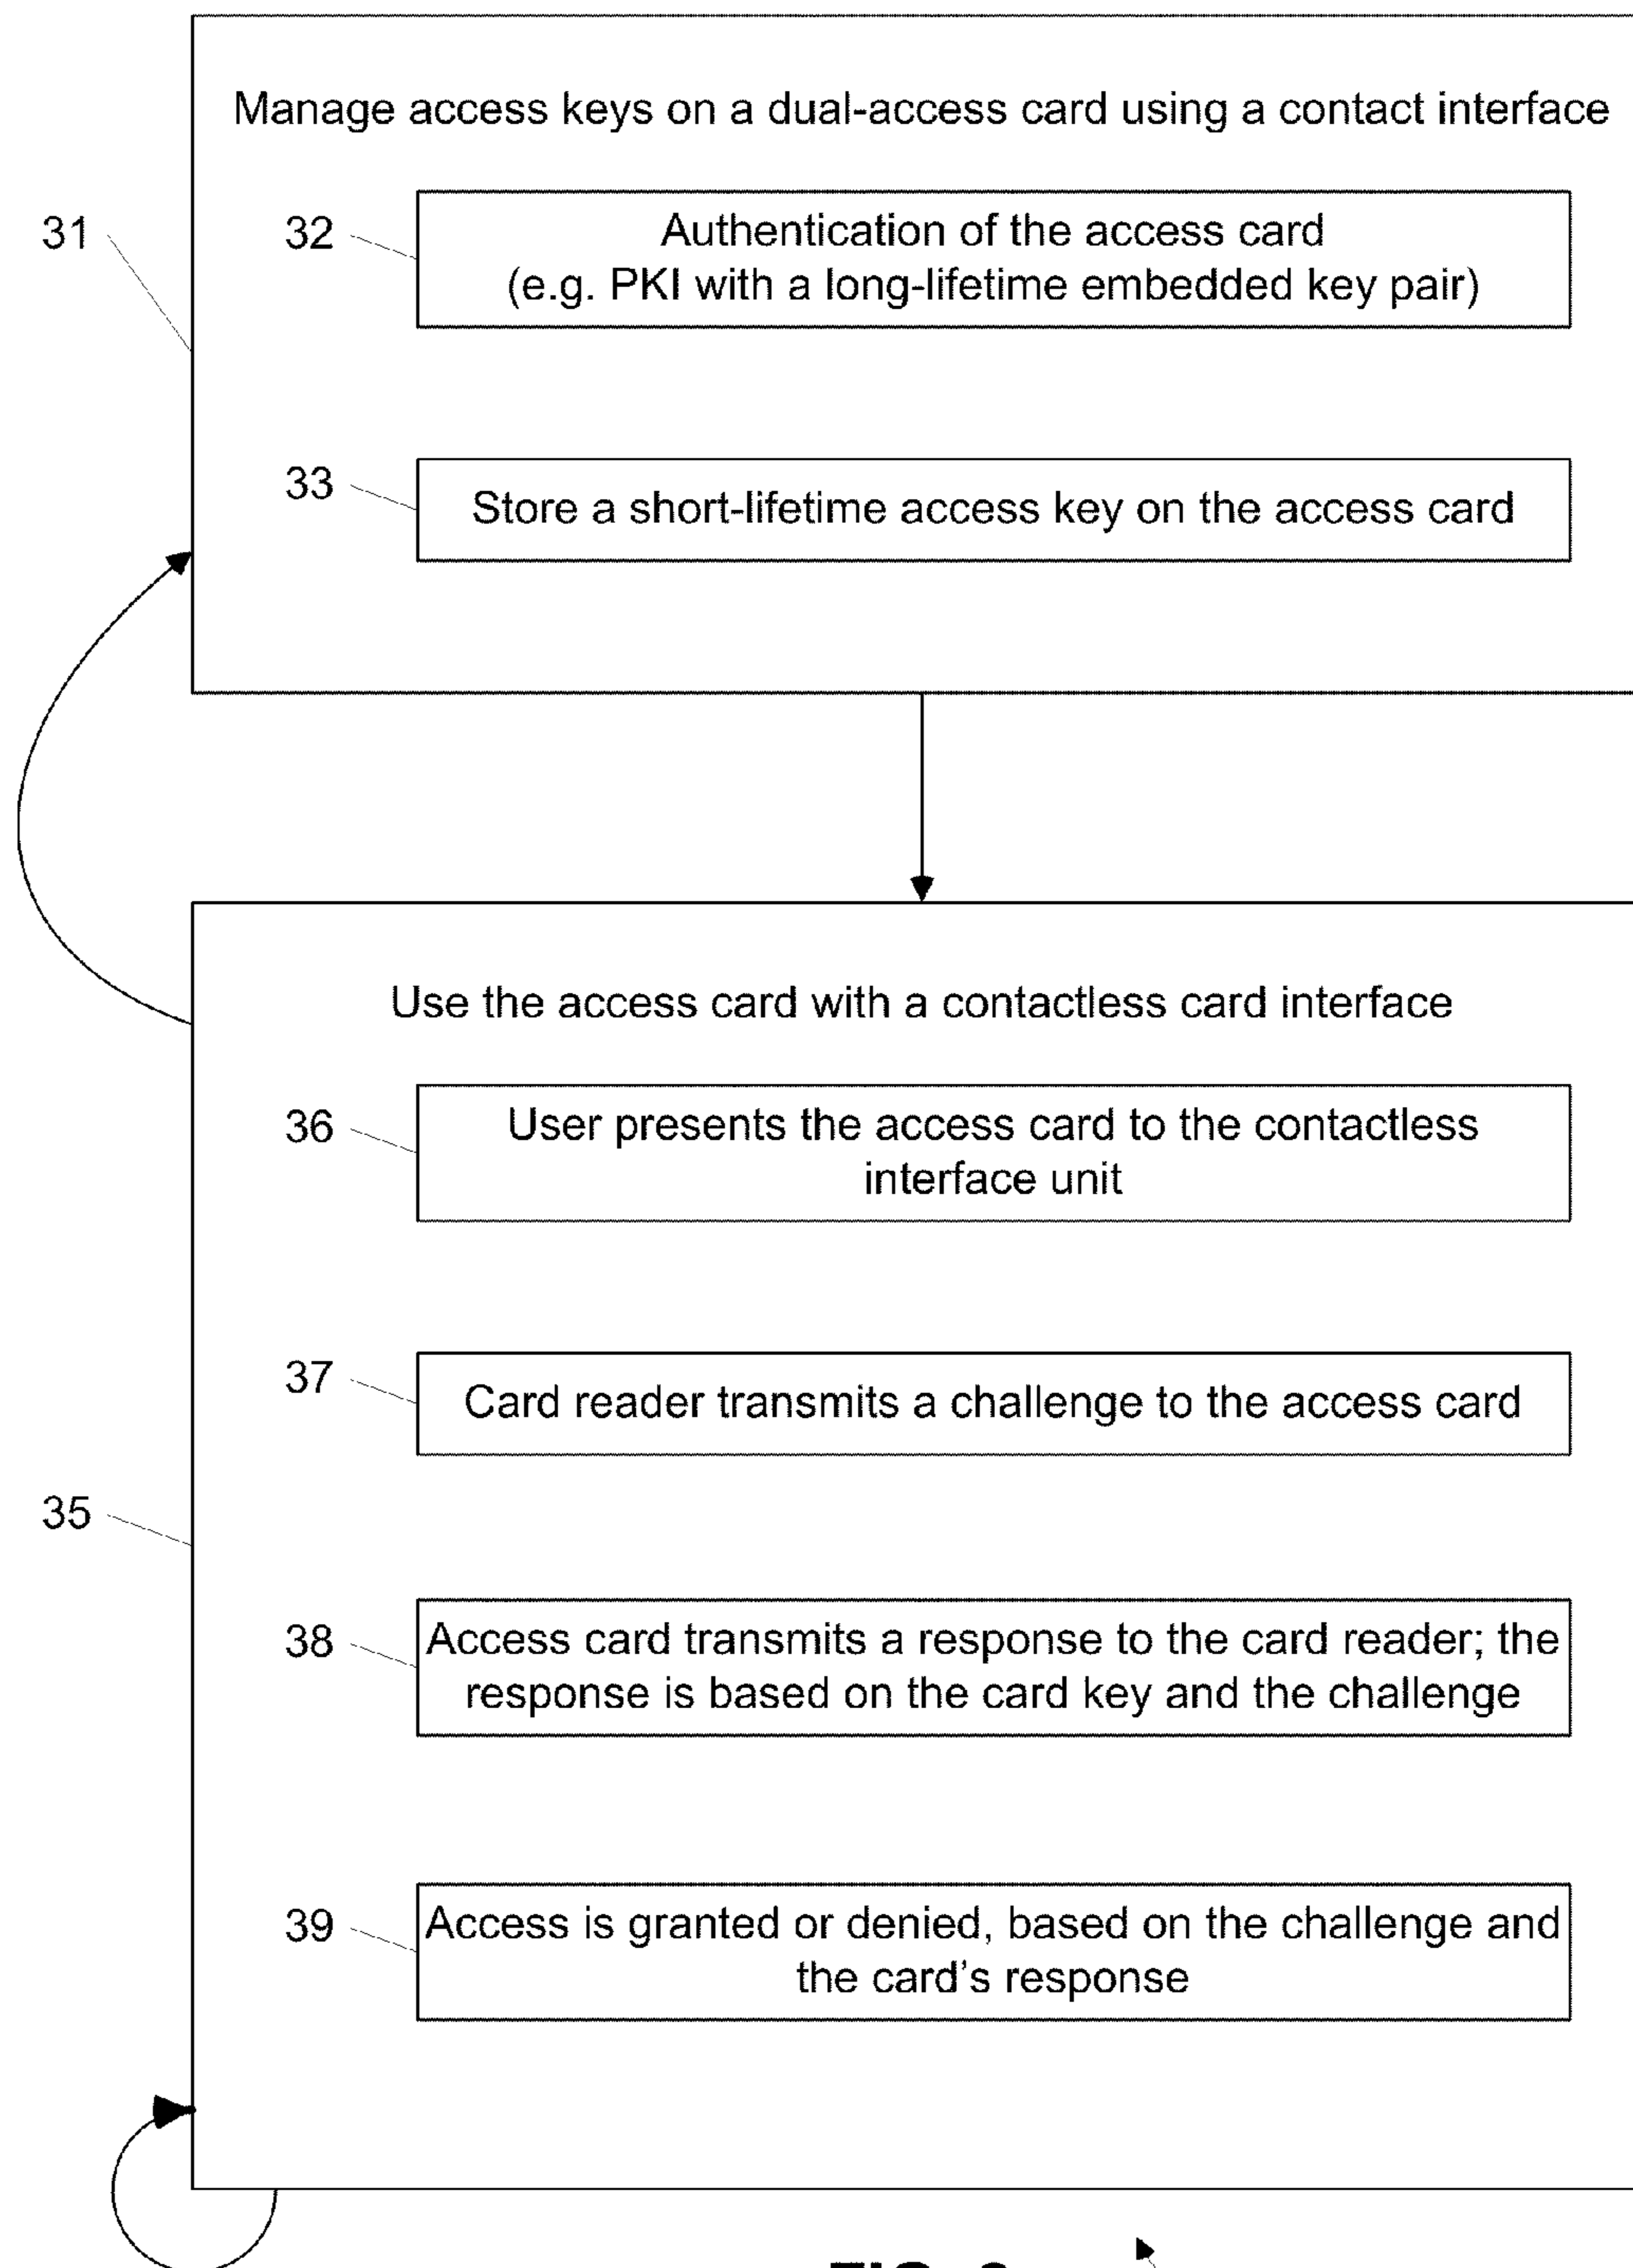 Manage access keys on a dual-access card using a contact interface
31
32
Authentication of the access card
(e.g. PKI with a long-lifetime embedded key pair)
33
Store a short-lifetime access key on the access card
Use the access card with a contactless card interface
36
User presents the access card to the contactless
interface unit
37
Card reader transmits a challenge to the access card
35
38
Access card transmits a response to the card reader; the
response is based on the card key and the challenge
39
Access is granted or denied, based on the challenge and
the card's response